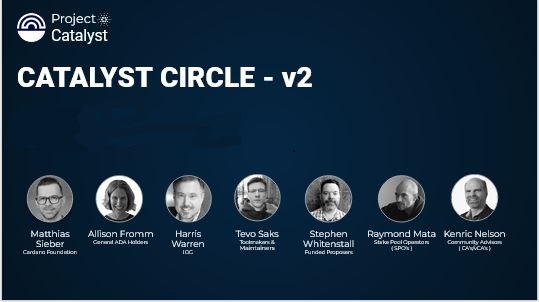 Project
Catalyst
CATALYST CIRCLE - v2
Matthias
Sieber
Cardano Foundation
Allison Fromm
General ADA Holders
Harris
Warren
IOG
Tevo Saks
Toolmakers &
Maintainers
Stephen
Whitenstall
Funded Proposers
Raymond Mata
Stake Pool Operators
( SPO's )
Kenric Nelson
Community Advisors
( CA's/vCA's )